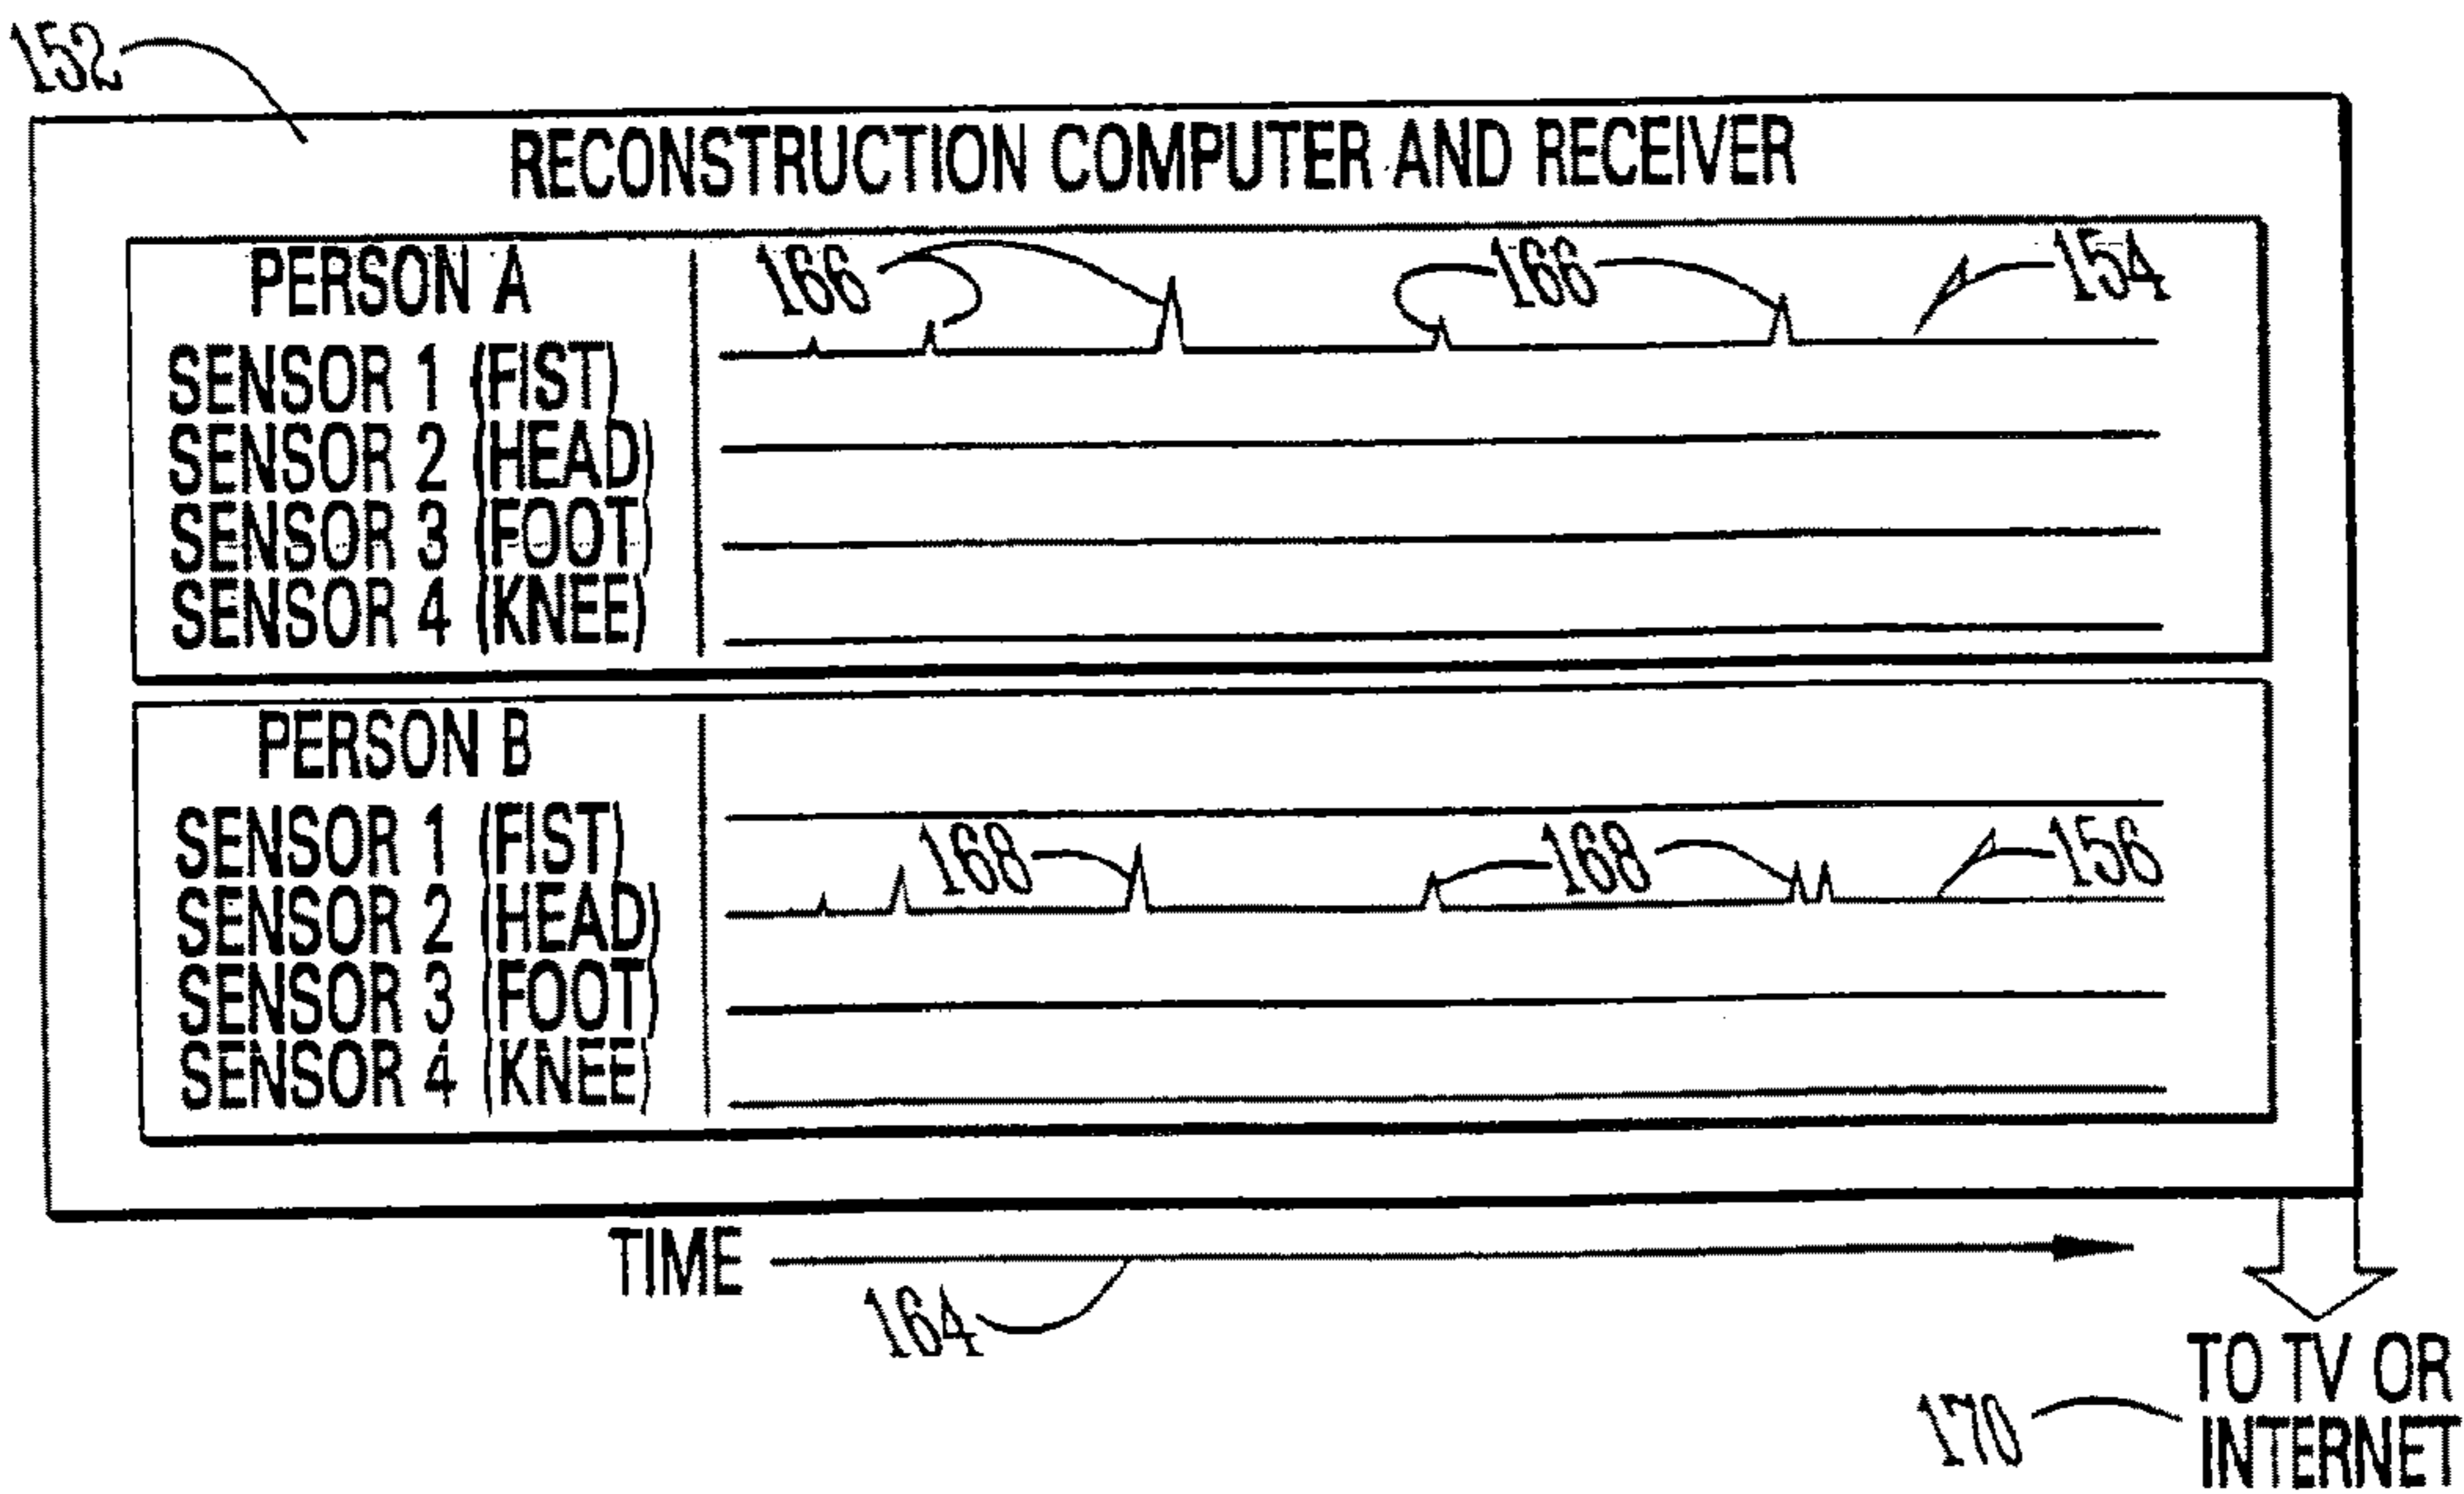 152
RECONSTRUCTION COMPUTER AND RECEIVER
PERSON A
166
166
154
SENSOR 1 (FIST)
SENSOR 2 (HEAD)
SENSOR 3 (FOOT)
SENSOR 4 (KNEE)
PERSON B
SENSOR 1 (FIST)
168
168
156
SENSOR 2 (HEAD)
SENSOR 3 (FOOT)
SENSOR 4 (KNEE)
TIME
164
170
TO TV OR
INTERNET